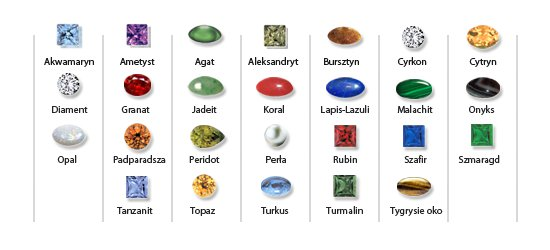 Akwamaryn Ametyst Agat Aleksandryt Bursztyn Cyrkon Cytryn
Diament Granat Jadeit Koral Lapis-Lazuli Malachit Onyks
Opal Padparadsza Peridot Perła Rubin Szafir Szmaragd
Tanzanit Topaz Turkus Turmalin Tygrysie oko